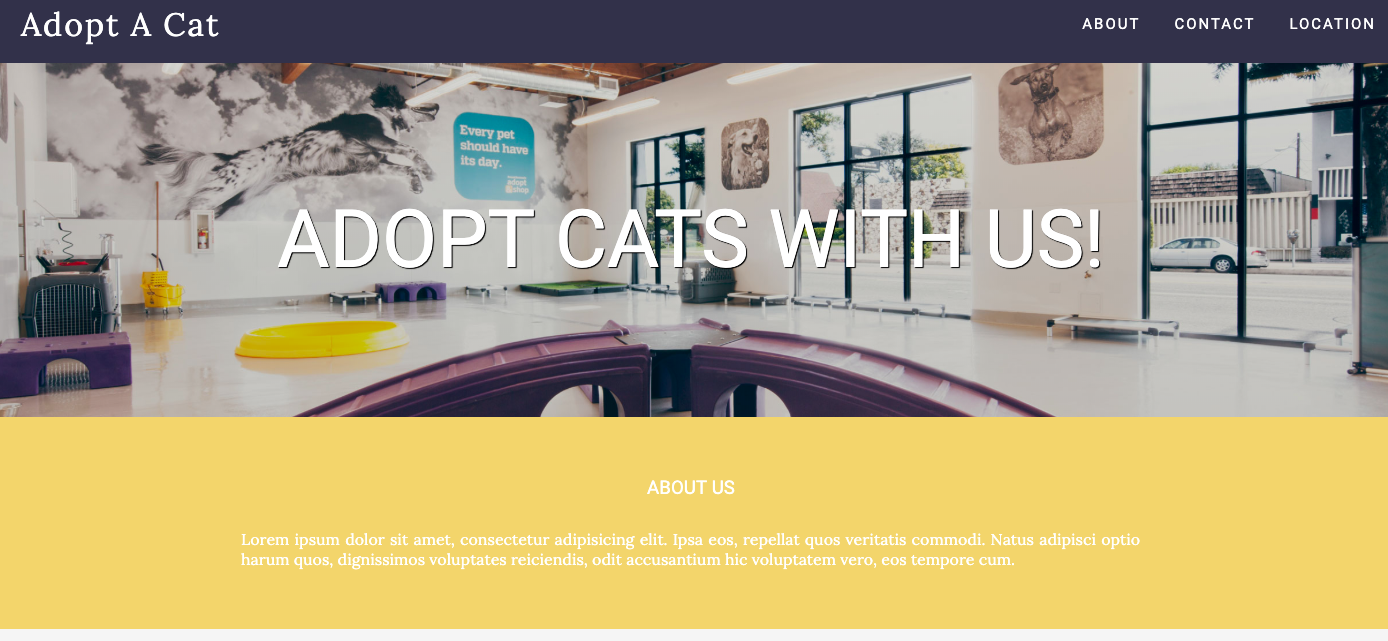 Adopt A Cat
ABOUT CONTACT LOCATION
Every pet
should have
its day.
adopt
shop
ADOPT CATS WITH US!
ABOUT US
Lorem ipsum dolor sit amet, consectetur adipisicing elit. Ipsa eos, repellat quos veritatis commodi. Natus adipisci optio
harum quos, dignissimos voluptates reiciendis, odit accusantium hic voluptatem vero, eos tempore cum.